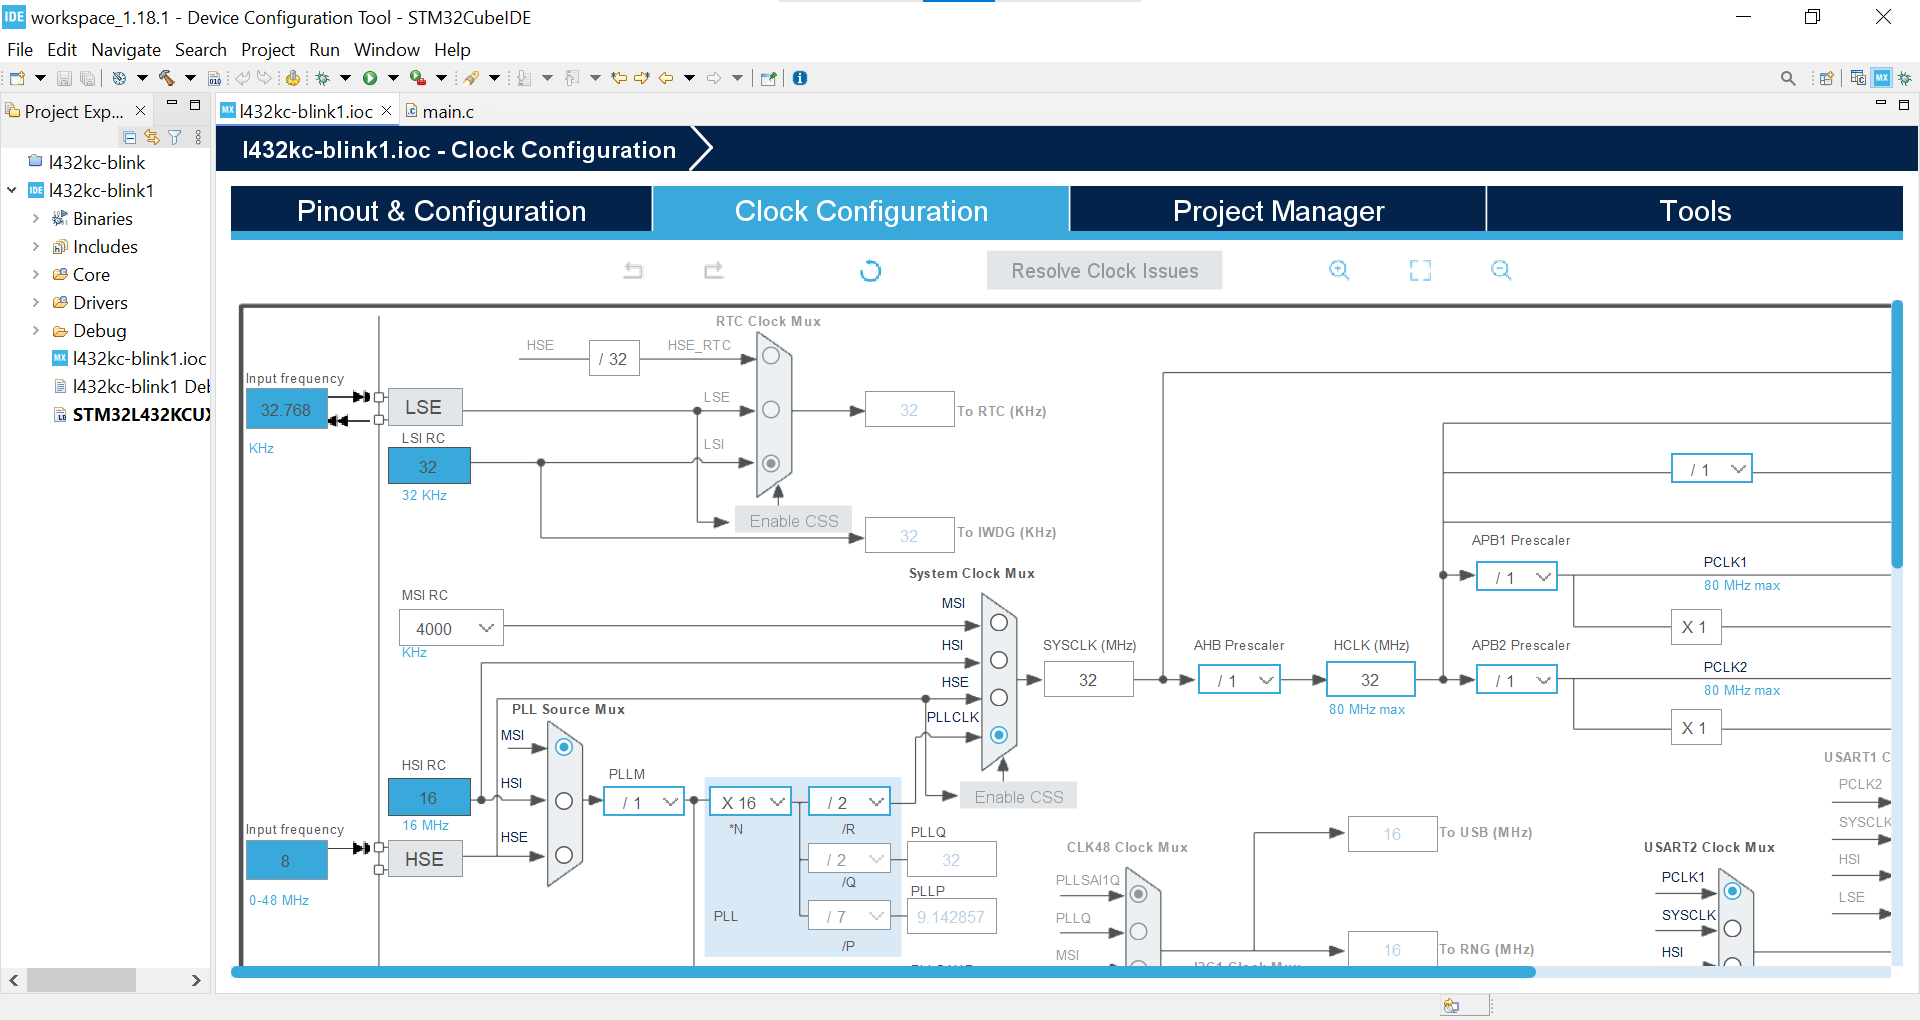 IDE workspace_1.18.1 - Device Configuration Tool - STM32CubeIDE
File Edit Navigate Search Project Run Window Help
010
MX
Project Exp...
MX l432kc-blink1.ioc
main.c
l432kc-blink
IDE l432kc-blink1
Binaries
Includes
Core
Drivers
Debug
MX l432kc-blink1.ioc
l432kc-blink1 Del
STM32L432KCUX
l432kc-blink1.ioc - Clock Configuration
Pinout & Configuration
Clock Configuration
Project Manager
Tools
Resolve Clock Issues
RTC Clock Mux
HSE
/ 32
HSE_RTC
Input frequency
32.768
KHz
LSE
LSE
32
To RTC (KHz)
LSI RC
32
32 KHz
LSI
Enable CSS
32
To IWDG (KHz)
/ 1
APB1 Prescaler
/ 1
PCLK1
80 MHz max
X 1
System Clock Mux
MSI RC
4000
KHz
MSI
HSI
HSE
PLLCLK
SYSCLK (MHz)
32
AHB Prescaler
/ 1
HCLK (MHz)
32
80 MHz max
APB2 Prescaler
/ 1
PCLK2
80 MHz max
X 1
Enable CSS
PLL Source Mux
MSI
HSI
HSE
HSI RC
16
16 MHz
Input frequency
8
0-48 MHz
HSE
PLLM
/ 1
X 16
*N
/ 2
/R
/ 2
/Q
/ 7
/P
PLL
PLLQ
32
PLLP
9.142857
CLK48 Clock Mux
PLLSAI1Q
PLLQ
MSI
16
To USB (MHz)
16
To RNG (MHz)
I2C1 Clock Mux
USART2 Clock Mux
PCLK1
SYSCLK
HSI
USART1 C
PCLK2
SYSCLK
HSI
LSE